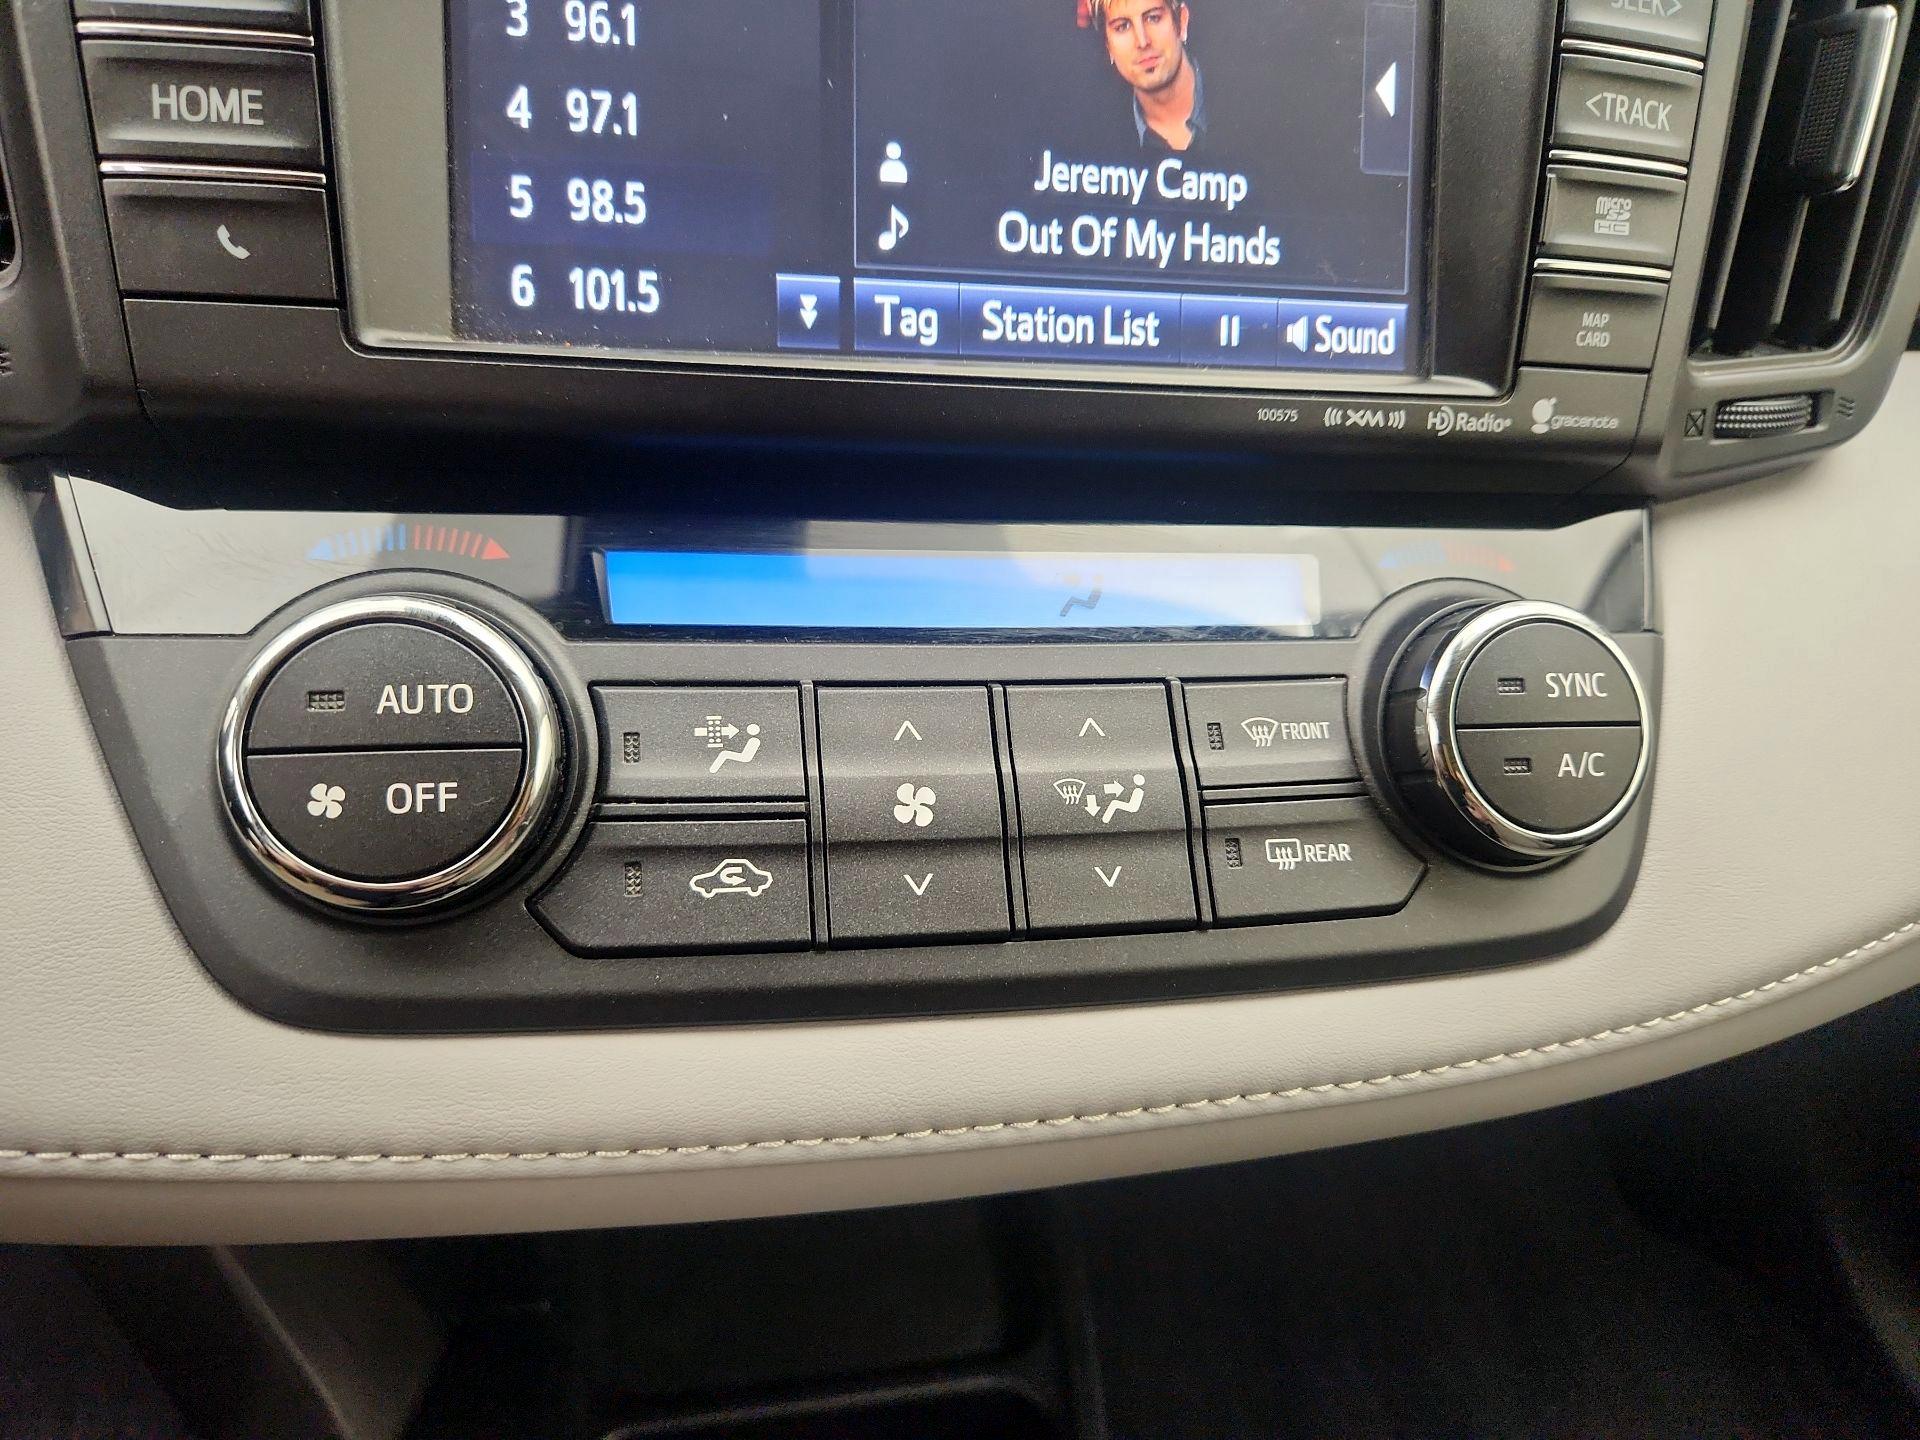 SEEK>
3 96.1
HOME
4 97.1
<TRACK
Jeremy Camp
micro SD HC
5 98.5
Out Of My Hands
6 101.5
Tag
Station List
Sound
MAP
CARD
100575
XM
HD Radio
gracenote
AUTO
OFF
FRONT
REAR
SYNC
A/C